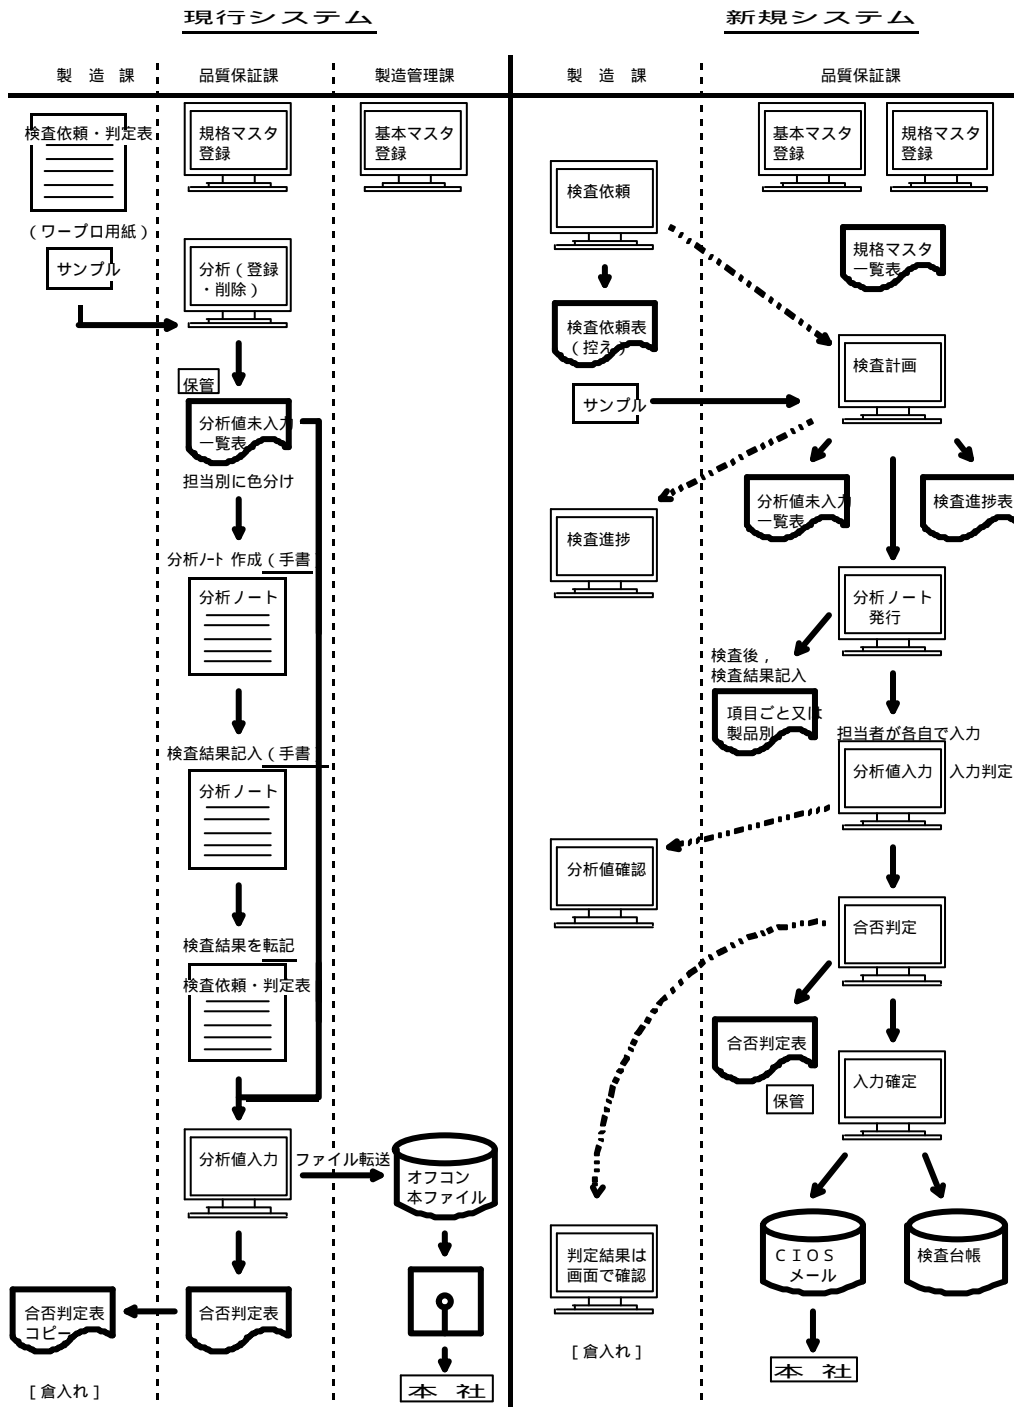 現行システム
製 造 課
品質保証課
製造管理課
検査依頼・判定表
規格マスタ
登録
基本マスタ
登録
(ワープロ用紙)
サンプル
分析(登録
・削除)
保管
分析値未入力
一覧表
担当別に色分け
分析ノート 作成(手書)
分析ノート
検査結果記入(手書)
分析ノート
検査結果を転記
検査依頼・判定表
分析値入力
ファイル転送
オフコン
本ファイル
合否判定表
コピー
合否判定表
[倉入れ]
本 社
新規システム
製 造 課
品質保証課
基本マスタ
登録
規格マスタ
登録
検査依頼
規格マスタ
一覧表
検査依頼表
(控え)
検査計画
サンプル
分析値未入力
一覧表
検査進捗表
検査進捗
分析ノート
発行
検査後,
検査結果記入
項目ごと又は
製品別
担当者が各自で入力
分析値入力
入力判定
分析値確認
合否判定
合否判定表
保管
入力確定
判定結果は
画面で確認
CIOS
メール
検査台帳
[倉入れ]
本 社